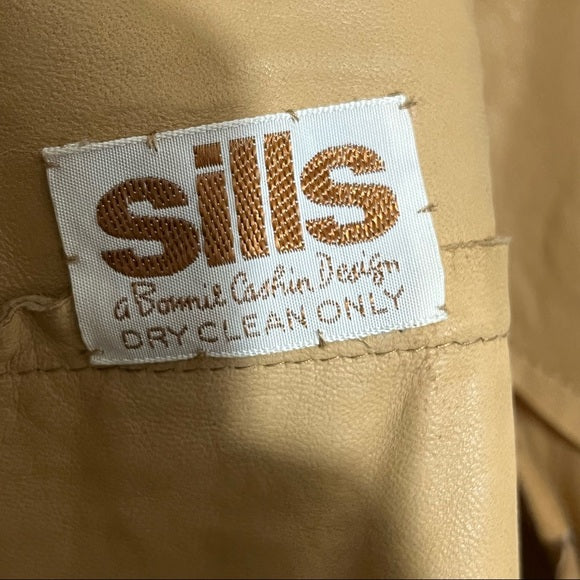 sills
a Bonnie Cashin Design
DRY CLEAN ONLY